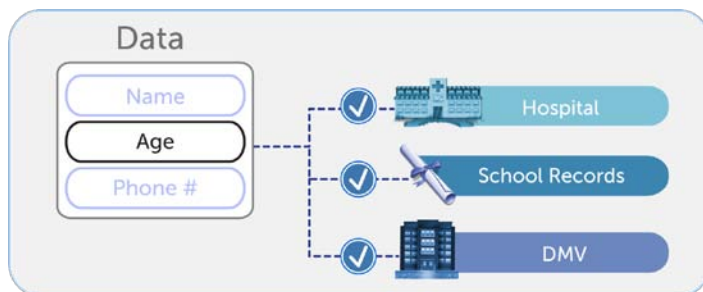 Data
Name
Age
Phone #
Hospital
School Records
DMV